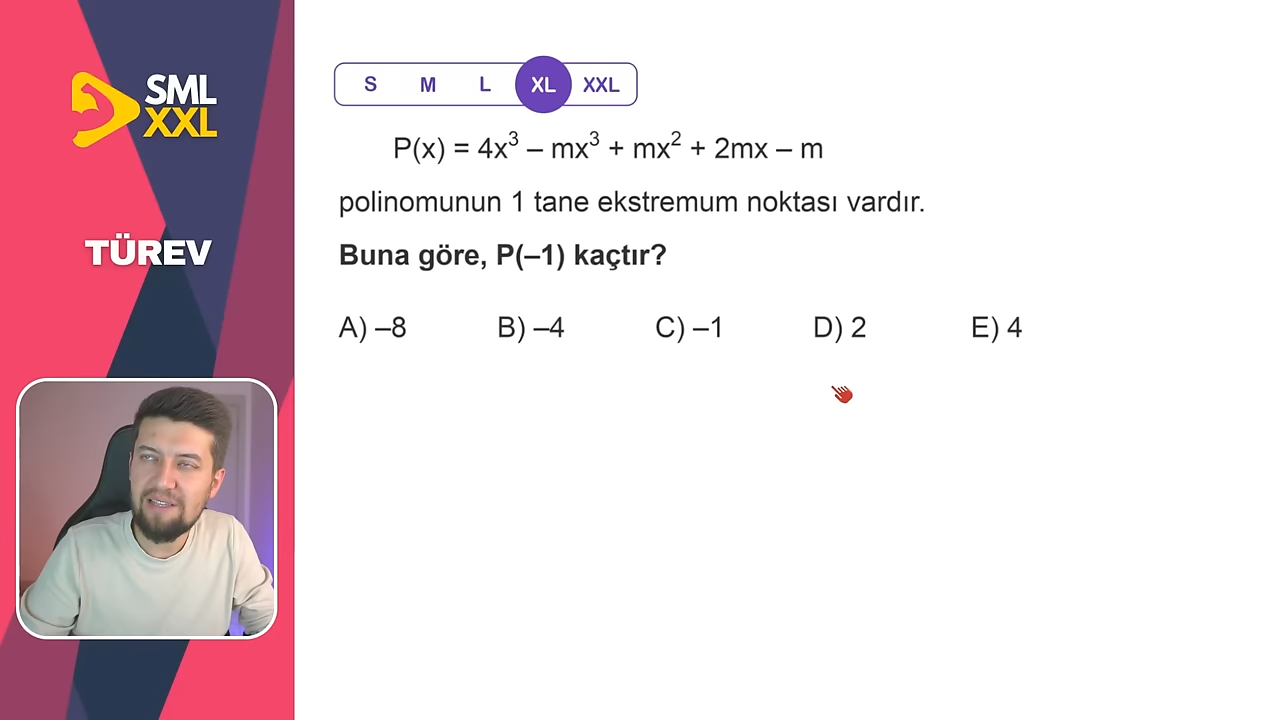 SML
XXL
TÜREV
S M L XL XXL
P(x) = 4x³ – mx³ + mx² + 2mx – m
polinomunun 1 tane ekstremum noktası vardır.
Buna göre, P(–1) kaçtır?
A) –8 B) –4 C) –1 D) 2 E) 4